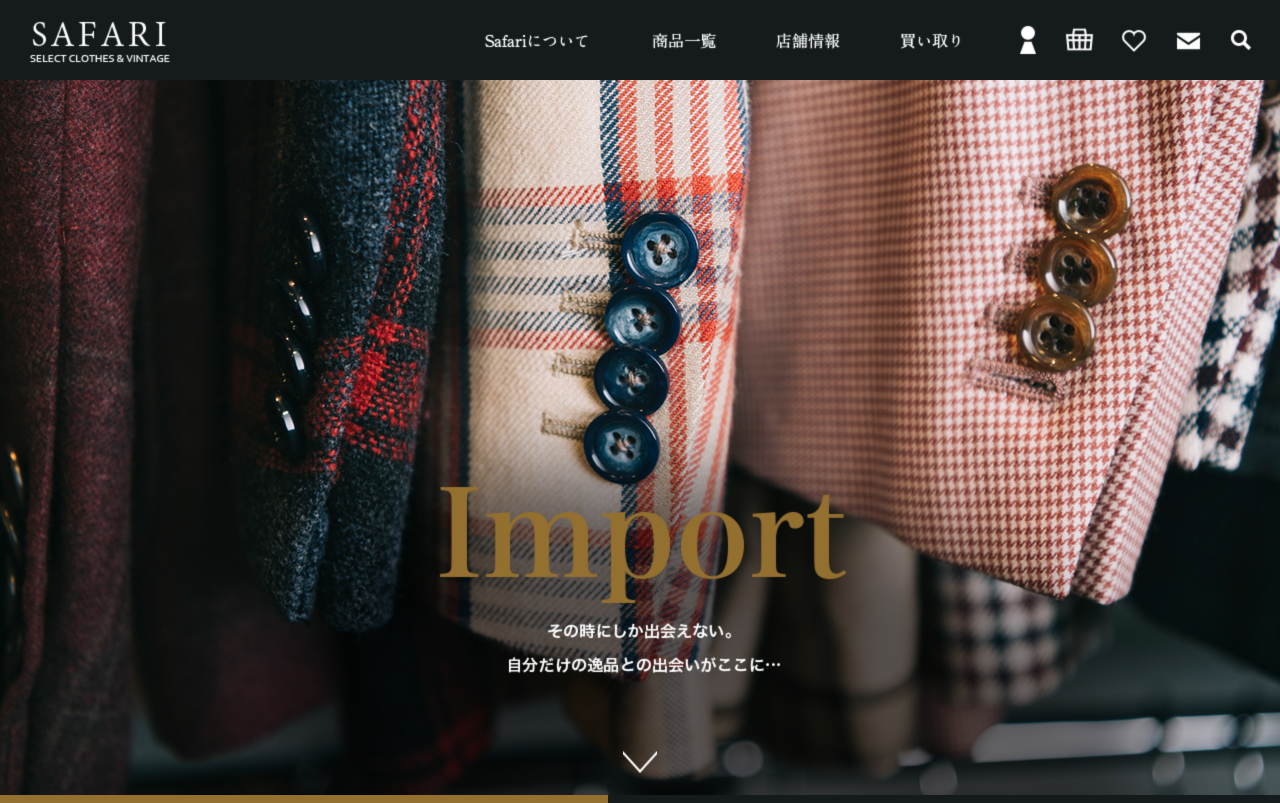 SAFARI
SELECT CLOTHES & VINTAGE
Safariについて
商品一覧
店舗情報
買い取り
Import
その時にしか出会えない。
自分だけの逸品との出会いがここに…